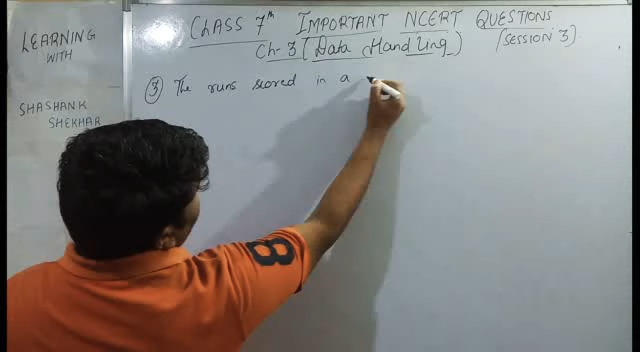 LEARNING
WITH
SHASHANK
SHEKHAR
CLASS 7th IMPORTANT NCERT QUESTIONS
Ch-3 (Data Handling) (SESSION 3)
③ The runs scored in a
8